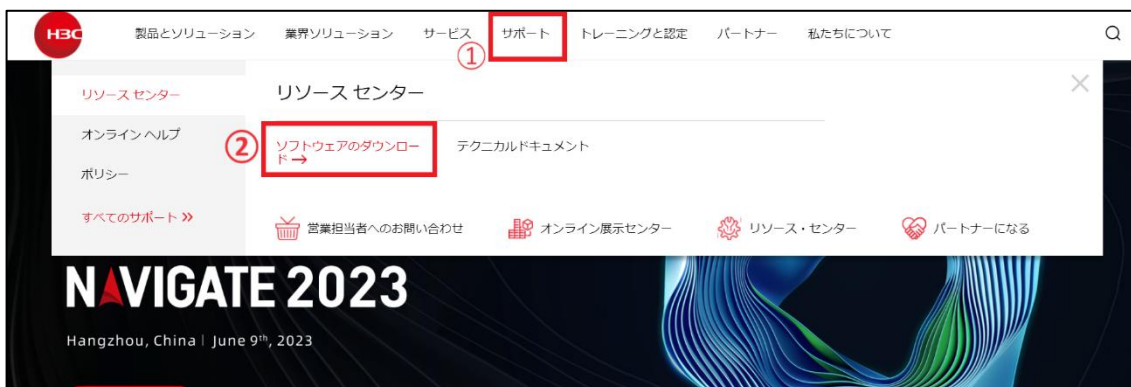 H3C 製品とソリューション 業界ソリューション サービス サポート トレーニングと認定 パートナー 私たちについて
①
リソース センター
オンライン ヘルプ
ポリシー
すべてのサポート »
リソース センター
②
ソフトウェアのダウンロー
ド →
テクニカルドキュメント
営業担当者へのお問い合わせ オンライン展示センター リソース・センター パートナーになる
NAVIGATE 2023
Hangzhou, China | June 9th, 2023